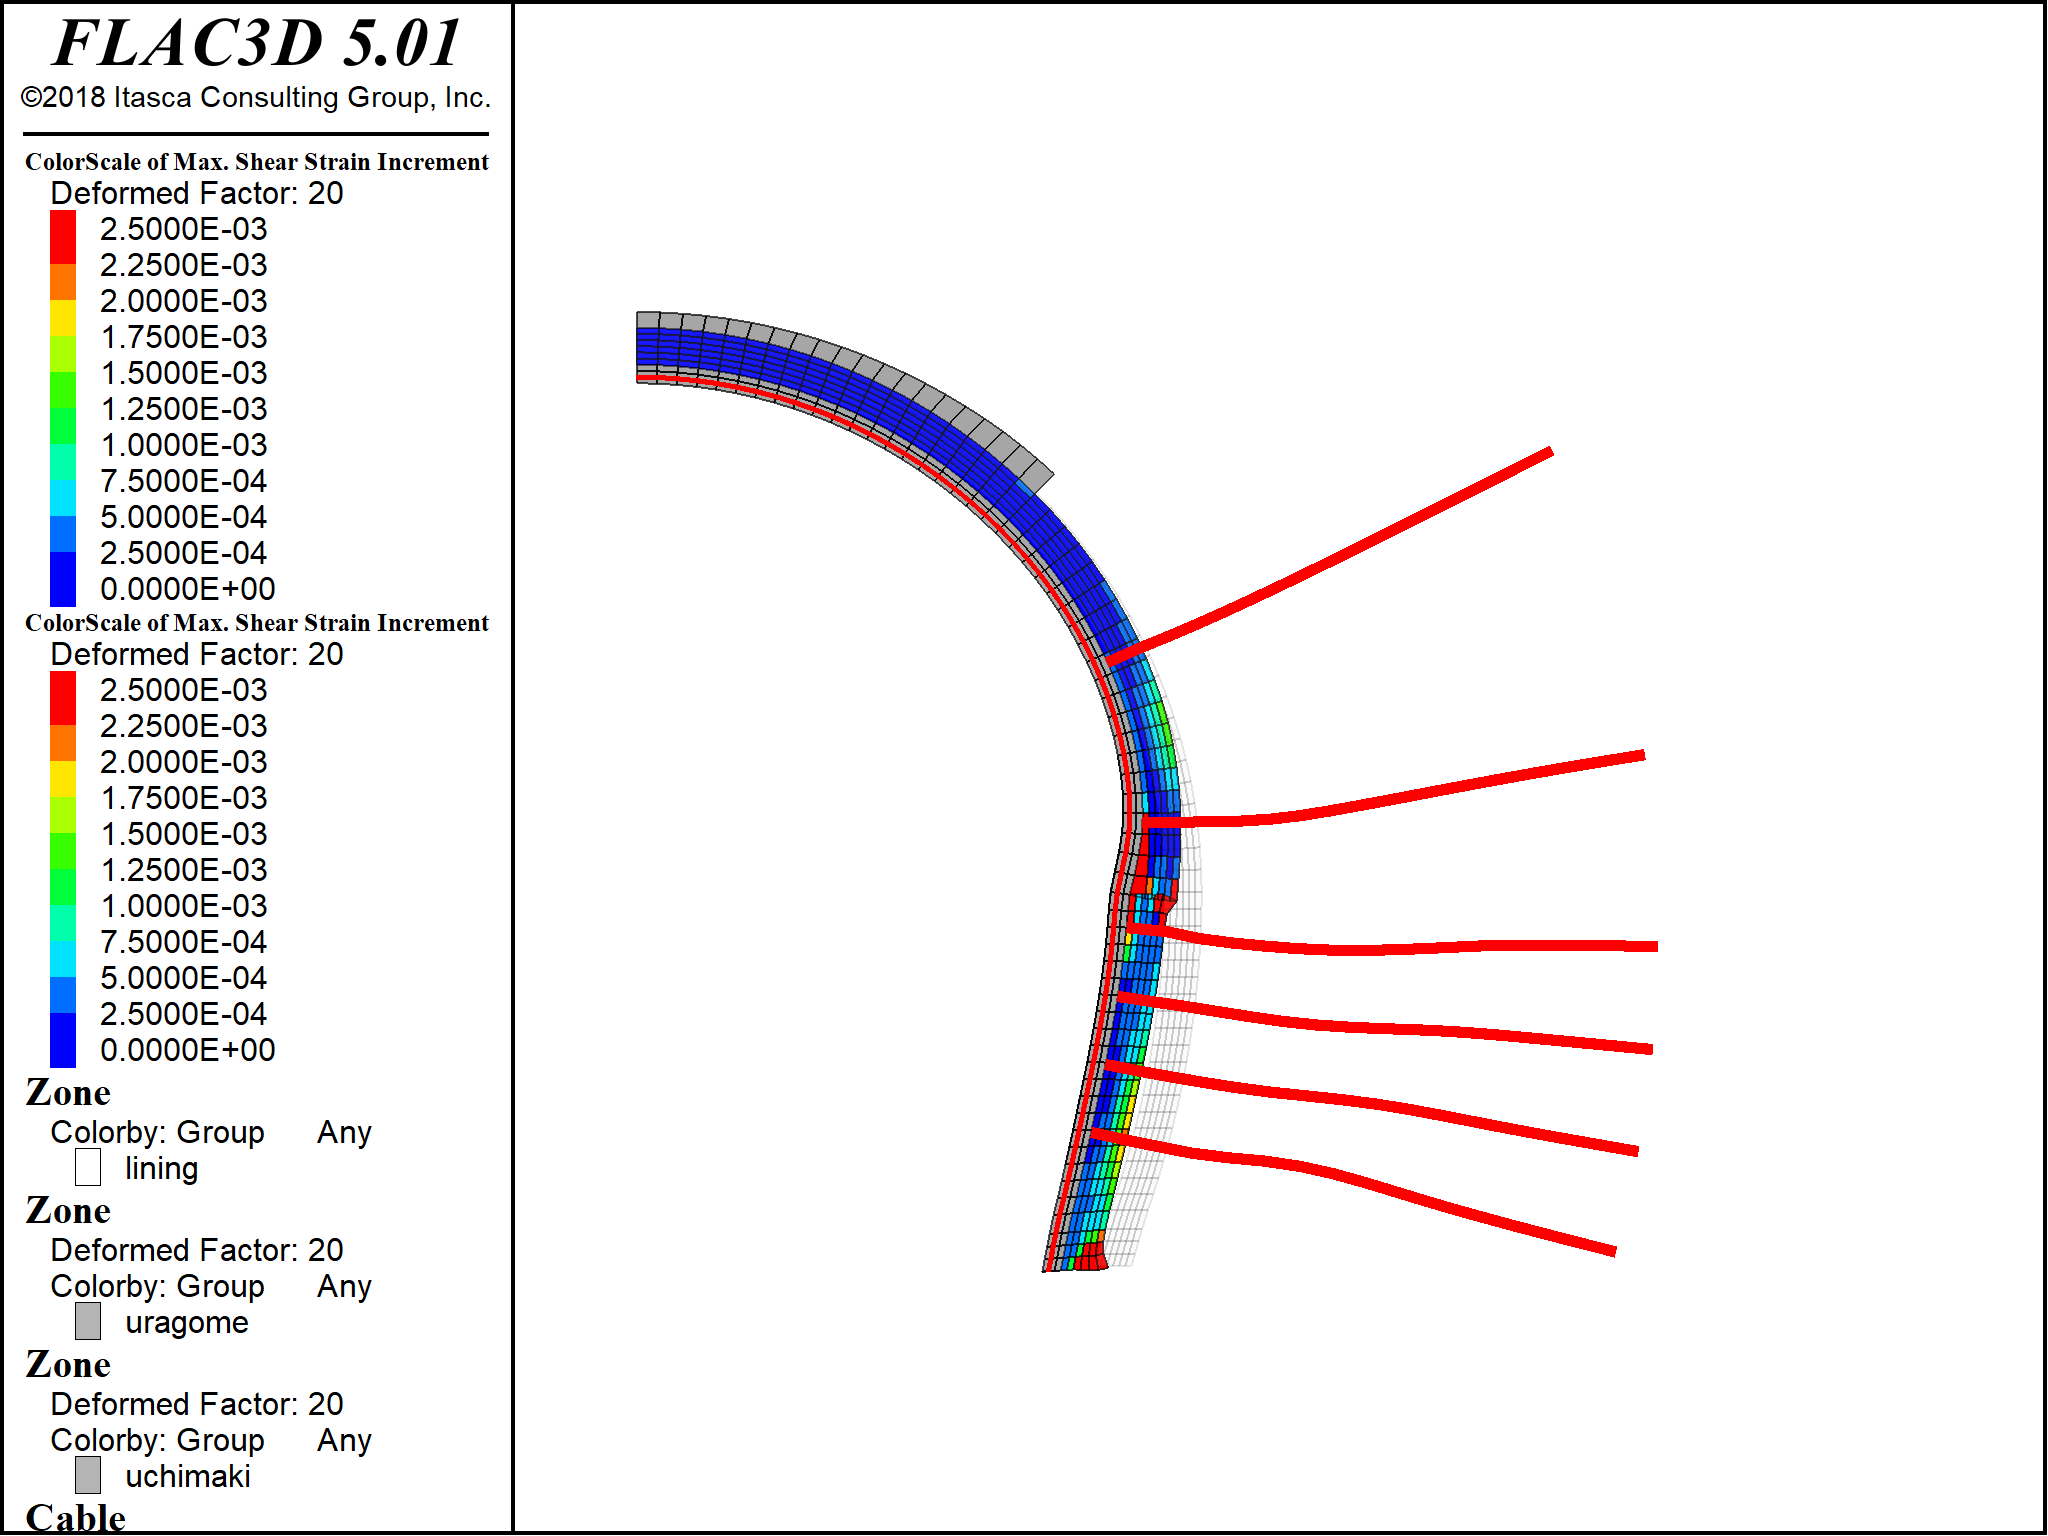 FLAC3D 5.01
©2018 Itasca Consulting Group, Inc.
ColorScale of Max. Shear Strain Increment
Deformed Factor: 20
2.5000E-03
2.2500E-03
2.0000E-03
1.7500E-03
1.5000E-03
1.2500E-03
1.0000E-03
7.5000E-04
5.0000E-04
2.5000E-04
0.0000E+00
ColorScale of Max. Shear Strain Increment
Deformed Factor: 20
2.5000E-03
2.2500E-03
2.0000E-03
1.7500E-03
1.5000E-03
1.2500E-03
1.0000E-03
7.5000E-04
5.0000E-04
2.5000E-04
0.0000E+00
Zone
Colorby: Group Any
lining
Zone
Deformed Factor: 20
Colorby: Group Any
uragome
Zone
Deformed Factor: 20
Colorby: Group Any
uchimaki
Cable